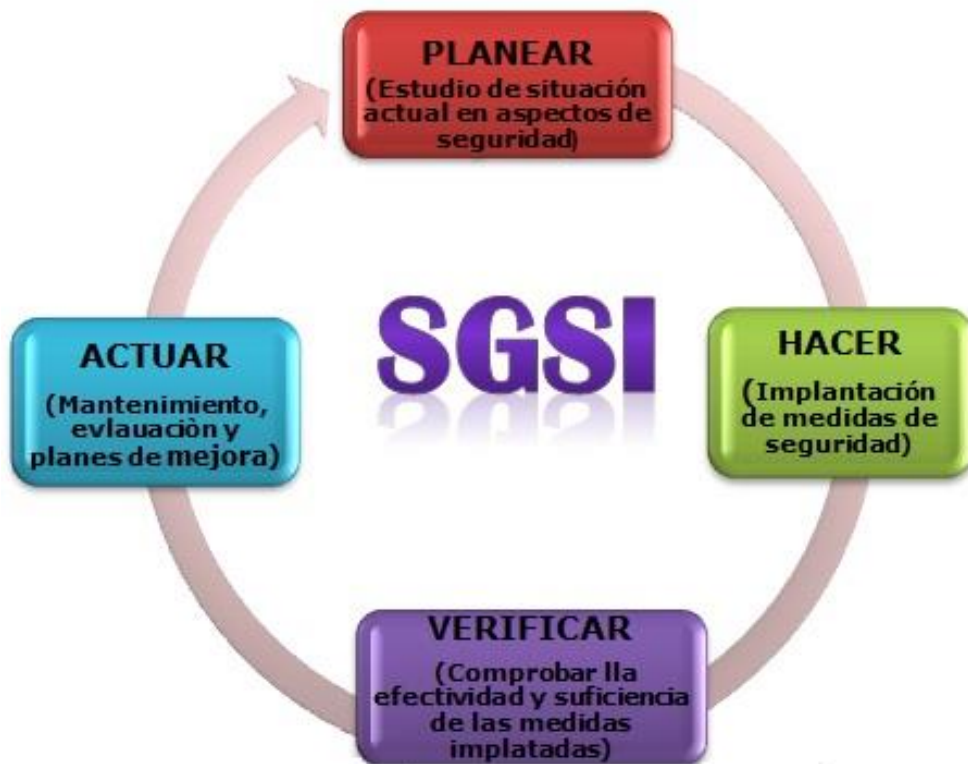 PLANEAR
(Estudio de situación
actual en aspectos de
seguridad)
SGSI
HACER
(Implantación
de medidas de
seguridad)
VERIFICAR
(Comprobar lla
efectividad y suficiencia
de las medidas
implatadas)
ACTUAR
(Mantenimiento,
evlauaciòn y
planes de mejora)